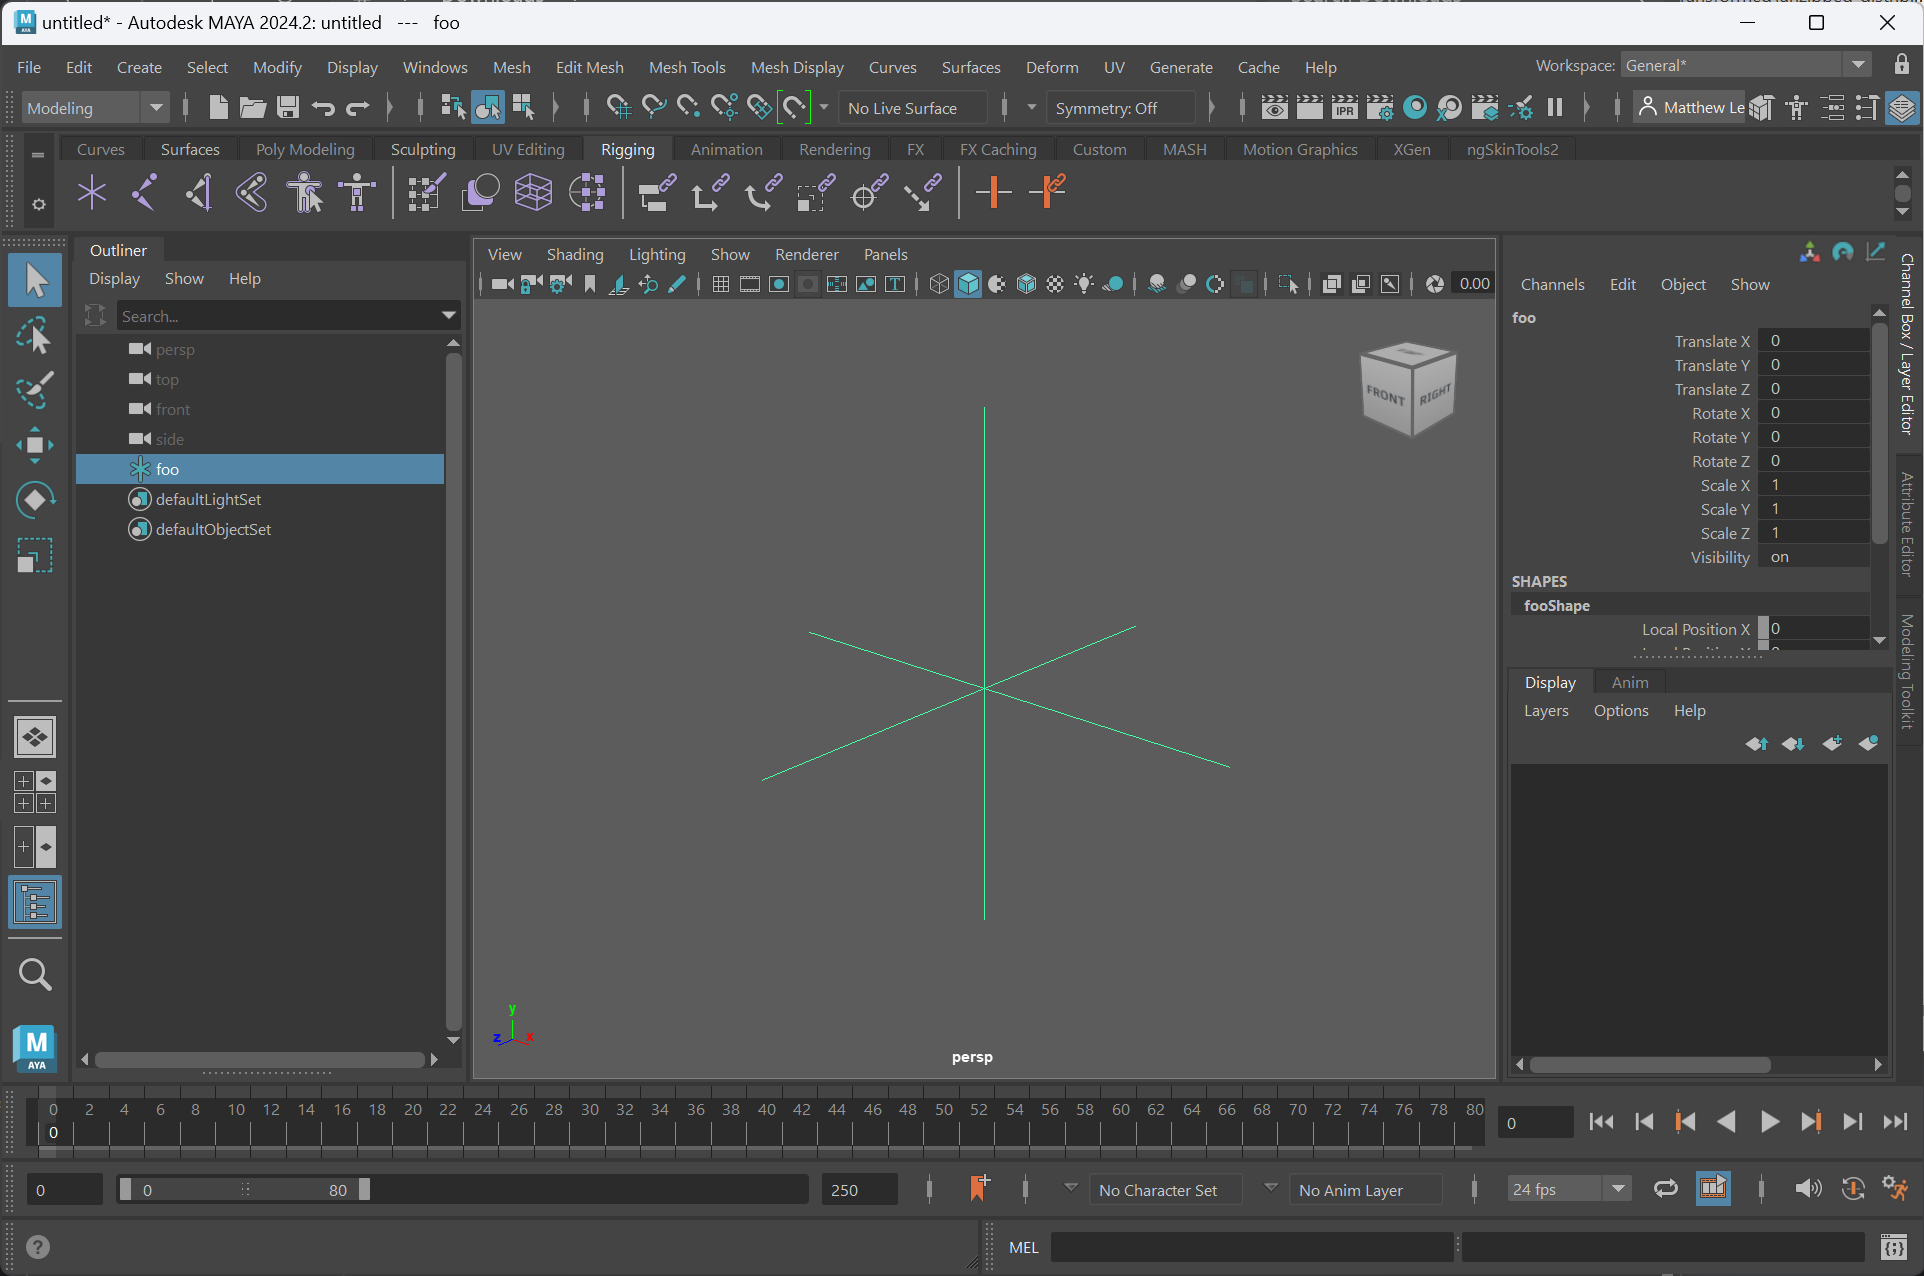 untitled* - Autodesk MAYA 2024.2: untitled --- foo
File Edit Create Select Modify Display Windows Mesh Edit Mesh Mesh Tools Mesh Display Curves Surfaces Deform UV Generate Cache Help Workspace: General*
Modeling No Live Surface Symmetry: Off IPR Matthew Le
Curves Surfaces Poly Modeling Sculpting UV Editing Rigging Animation Rendering FX FX Caching Custom MASH Motion Graphics XGen ngSkinTools2
Outliner
Display Show Help
Search...
persp
top
front
side
foo
defaultLightSet
defaultObjectSet
View Shading Lighting Show Renderer Panels
0.00
FRONT RIGHT
y
z x
persp
Channels Edit Object Show
foo
Translate X 0
Translate Y 0
Translate Z 0
Rotate X 0
Rotate Y 0
Rotate Z 0
Scale X 1
Scale Y 1
Scale Z 1
Visibility on
SHAPES
fooShape
Local Position X 0
Display Anim
Layers Options Help
Channel Box / Layer Editor
Attribute Editor
Modeling Toolkit
M
AYA
0 2 4 6 8 10 12 14 16 18 20 22 24 26 28 30 32 34 36 38 40 42 44 46 48 50 52 54 56 58 60 62 64 66 68 70 72 74 76 78 80
0
0
0 0 80 250 No Character Set No Anim Layer 24 fps
MEL